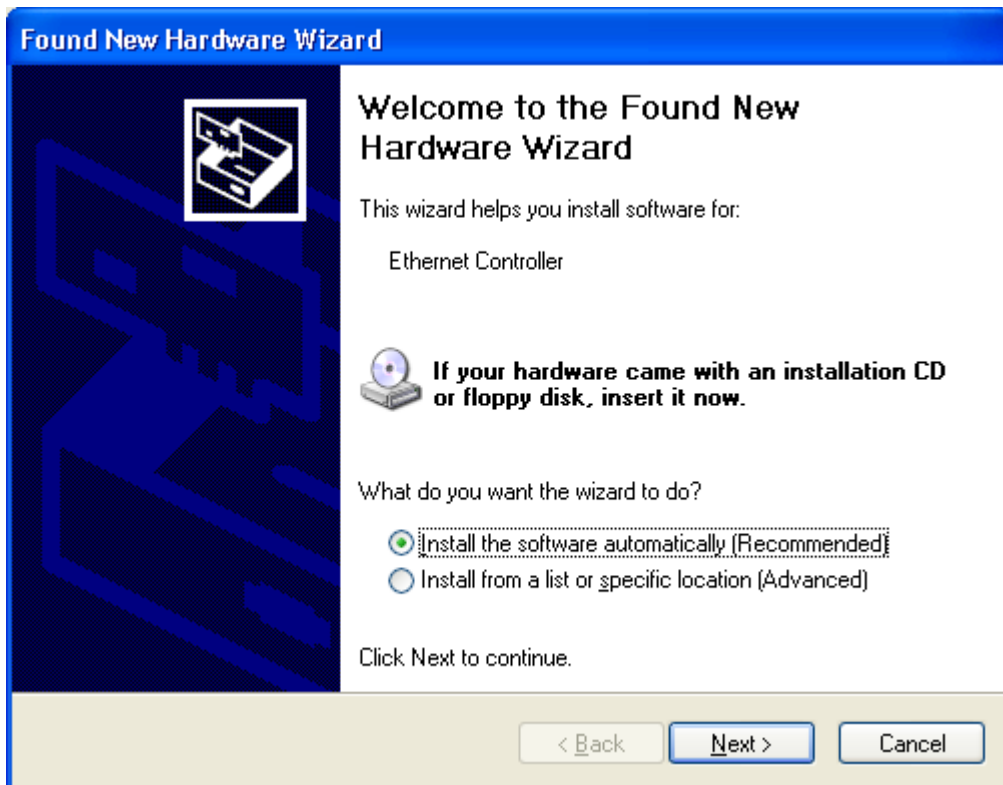 Found New Hardware Wizard
Welcome to the Found New
Hardware Wizard
This wizard helps you install software for:
Ethernet Controller
If your hardware came with an installation CD
or floppy disk, insert it now.
What do you want the wizard to do?
Install the software automatically (Recommended)
Install from a list or specific location (Advanced)
Click Next to continue.
< Back
Next >
Cancel